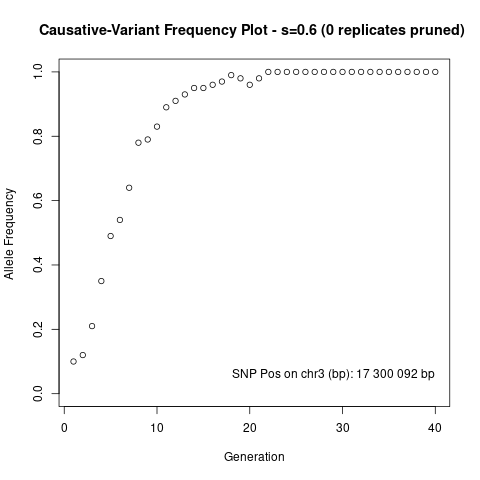 Causative-Variant Frequency Plot - s=0.6 (0 replicates pruned)
1.0
0.8
0.6
0.4
0.2
0.0
Allele Frequency
SNP Pos on chr3 (bp): 17 300 092 bp
0 10 20 30 40
Generation